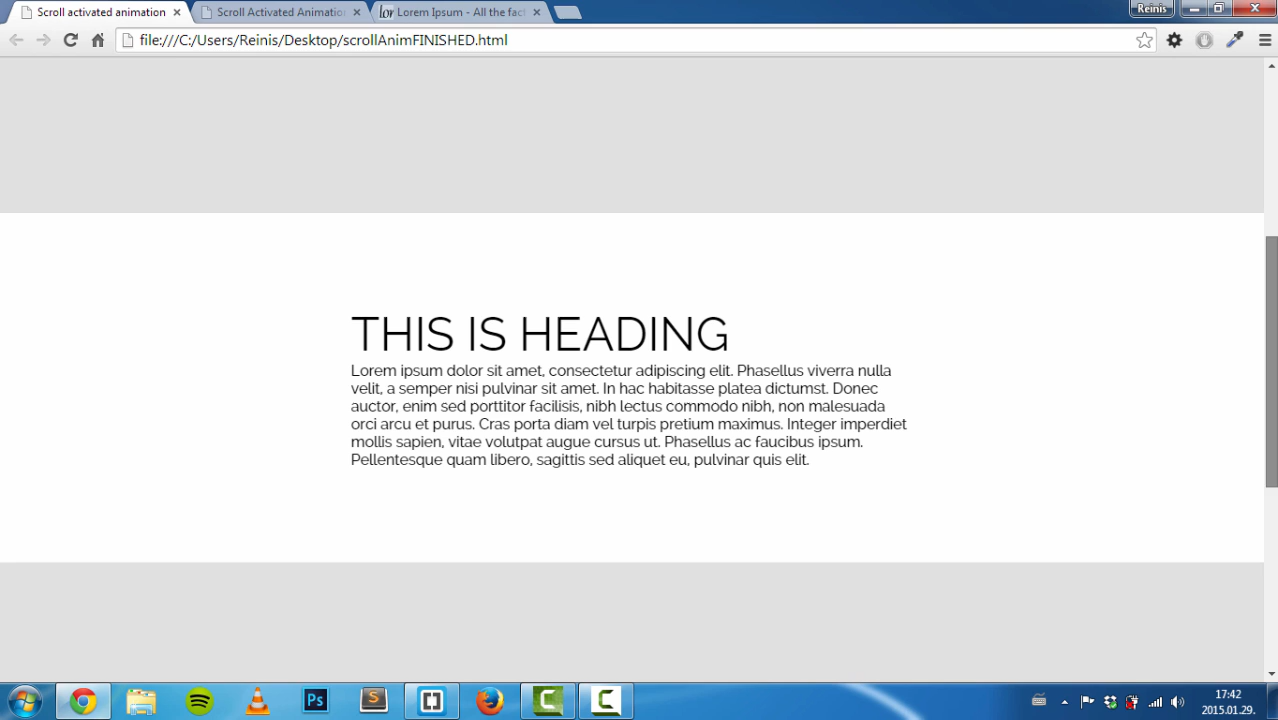 Scroll activated animation
Scroll Activated Animation
Lorem Ipsum - All the fact
Reinis
file:///C:/Users/Reinis/Desktop/scrollAnimFINISHED.html
THIS IS HEADING
Lorem ipsum dolor sit amet, consectetur adipiscing elit. Phasellus viverra nulla
velit, a semper nisi pulvinar sit amet. In hac habitasse platea dictumst. Donec
auctor, enim sed porttitor facilisis, nibh lectus commodo nibh, non malesuada
orci arcu et purus. Cras porta diam vel turpis pretium maximus. Integer imperdiet
mollis sapien, vitae volutpat augue cursus ut. Phasellus ac faucibus ipsum.
Pellentesque quam libero, sagittis sed aliquet eu, pulvinar quis elit.
Ps
17:42
2015.01.29.